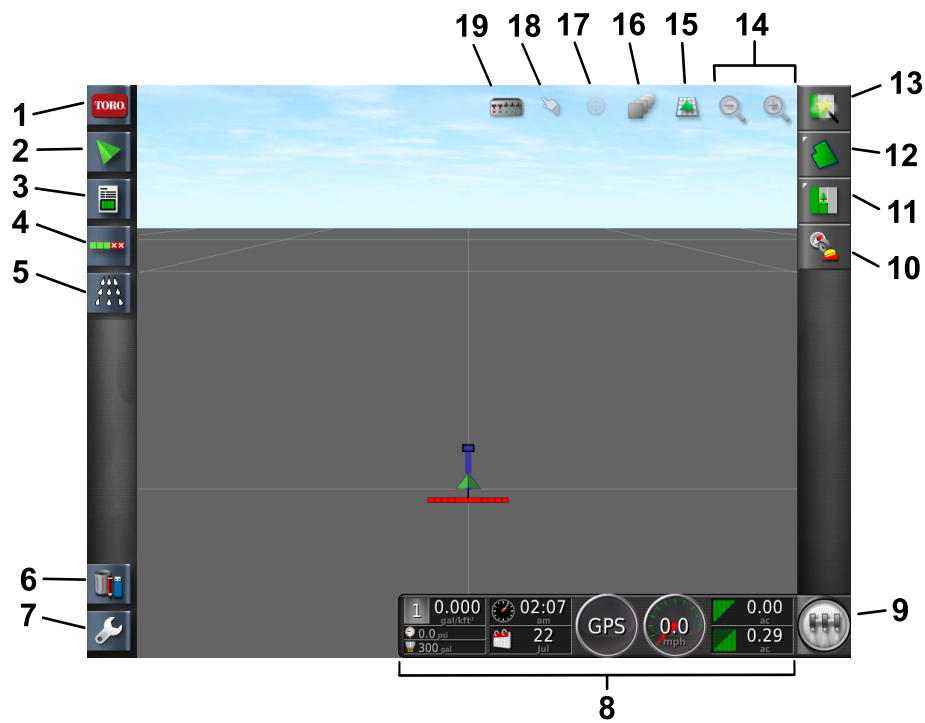 19 18 17 16 15 14
1 TORO. 13
2 12
3
4 11
5 10
6
7
1 0.000 gal/kft²
0.0 psi
300 gal
02:07 am
22 Jul
GPS
0.0 mph
0.00 ac
0.29 ac
9
8